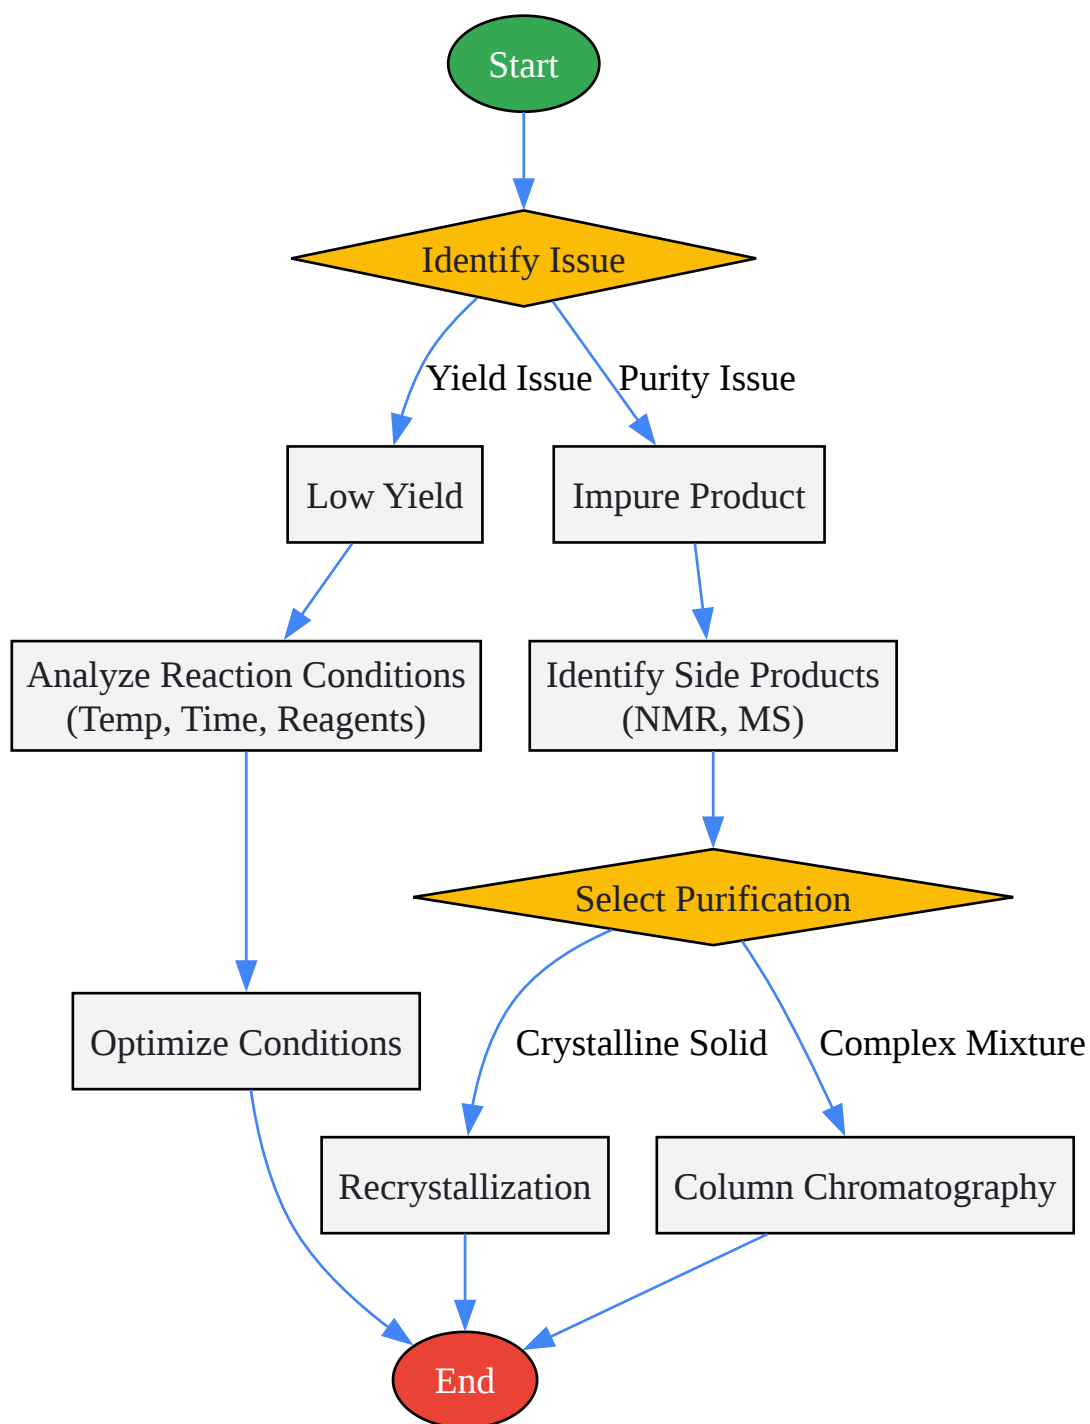 Start
Identify Issue
Yield Issue
Purity Issue
Low Yield
Impure Product
Analyze Reaction Conditions
(Temp, Time, Reagents)
Identify Side Products
(NMR, MS)
Select Purification
Optimize Conditions
Crystalline Solid
Complex Mixture
Recrystallization
Column Chromatography
End